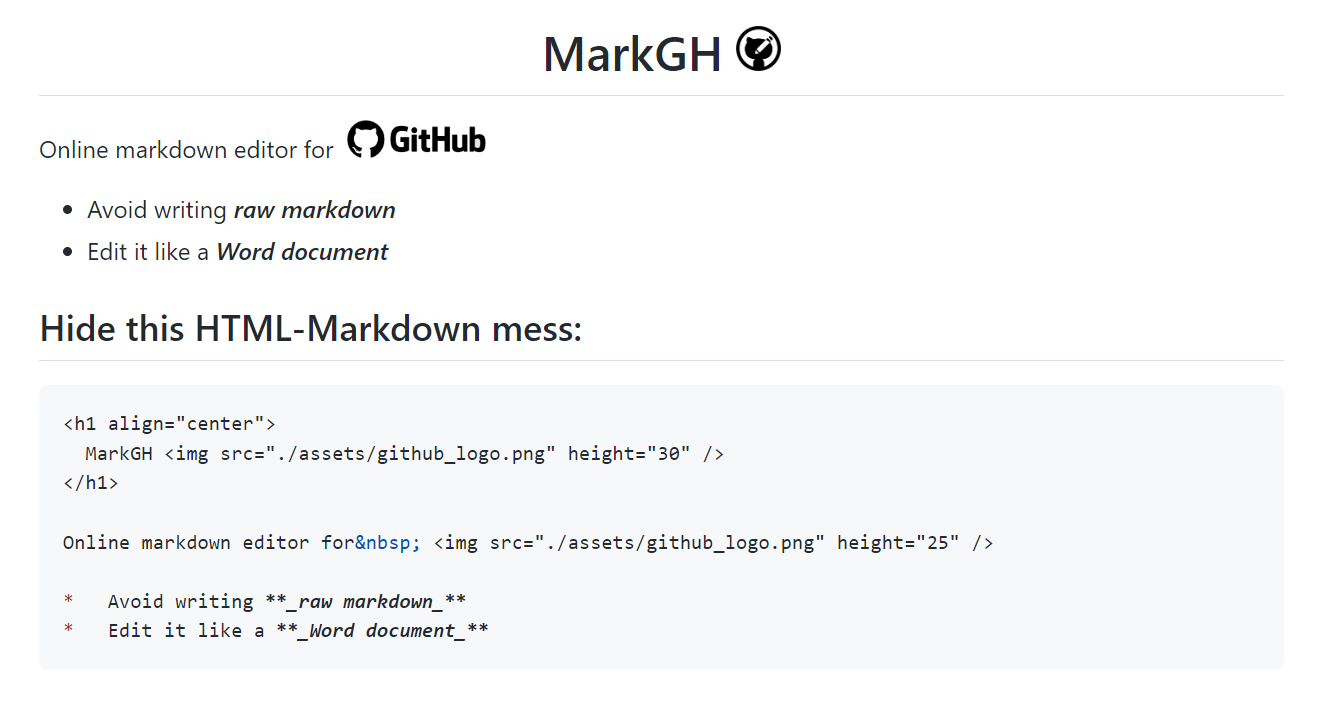 MarkGH
Online markdown editor for GitHub
• Avoid writing raw markdown
• Edit it like a Word document
Hide this HTML-Markdown mess:
<h1 align="center">
  MarkGH <img src="./assets/github_logo.png" height="30" />
</h1>
Online markdown editor for&nbsp; <img src="./assets/github_logo.png" height="25" />
*   Avoid writing **_raw markdown_**
*   Edit it like a **_Word document_**